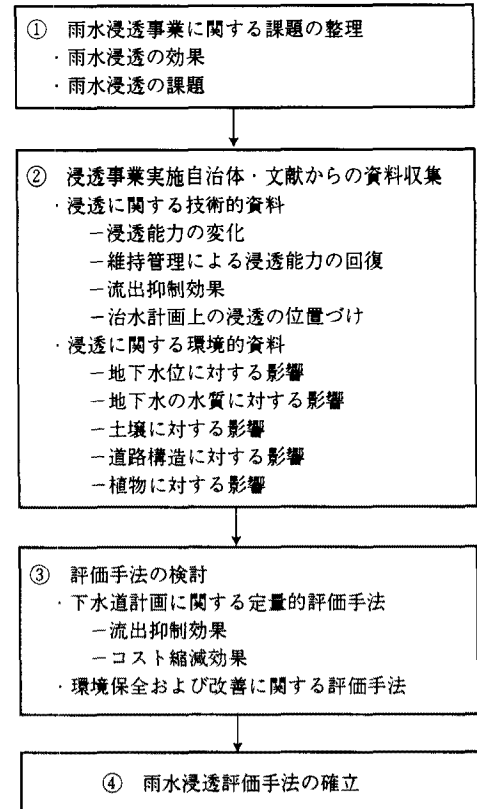 ① 雨水浸透事業に関する課題の整理
・雨水浸透の効果
・雨水浸透の課題
② 浸透事業実施自治体・文献からの資料収集
・浸透に関する技術的資料
－浸透能力の変化
－維持管理による浸透能力の回復
－流出抑制効果
－治水計画上の浸透の位置づけ
・浸透に関する環境的資料
－地下水位に対する影響
－地下水の水質に対する影響
－土壌に対する影響
－道路構造に対する影響
－植物に対する影響
③ 評価手法の検討
・下水道計画に関する定量的評価手法
－流出抑制効果
－コスト縮減効果
・環境保全および改善に関する評価手法
④ 雨水浸透評価手法の確立